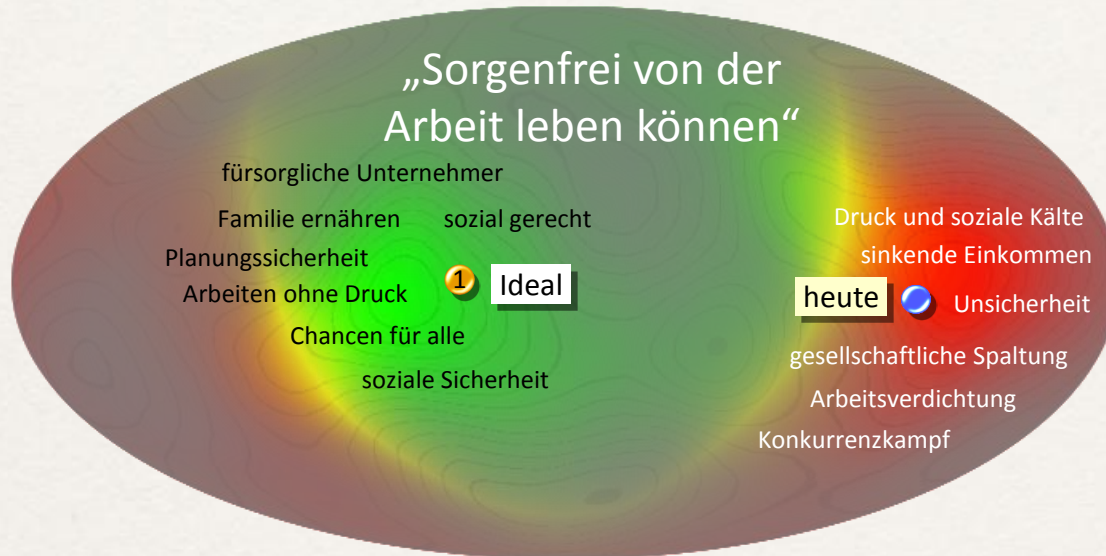 „Sorgenfrei von der
Arbeit leben können“
fürsorgliche Unternehmer
Familie ernähren
sozial gerecht
Planungssicherheit
Arbeiten ohne Druck
1
Ideal
Chancen für alle
soziale Sicherheit
Druck und soziale Kälte
sinkende Einkommen
heute
Unsicherheit
gesellschaftliche Spaltung
Arbeitsverdichtung
Konkurrenzkampf